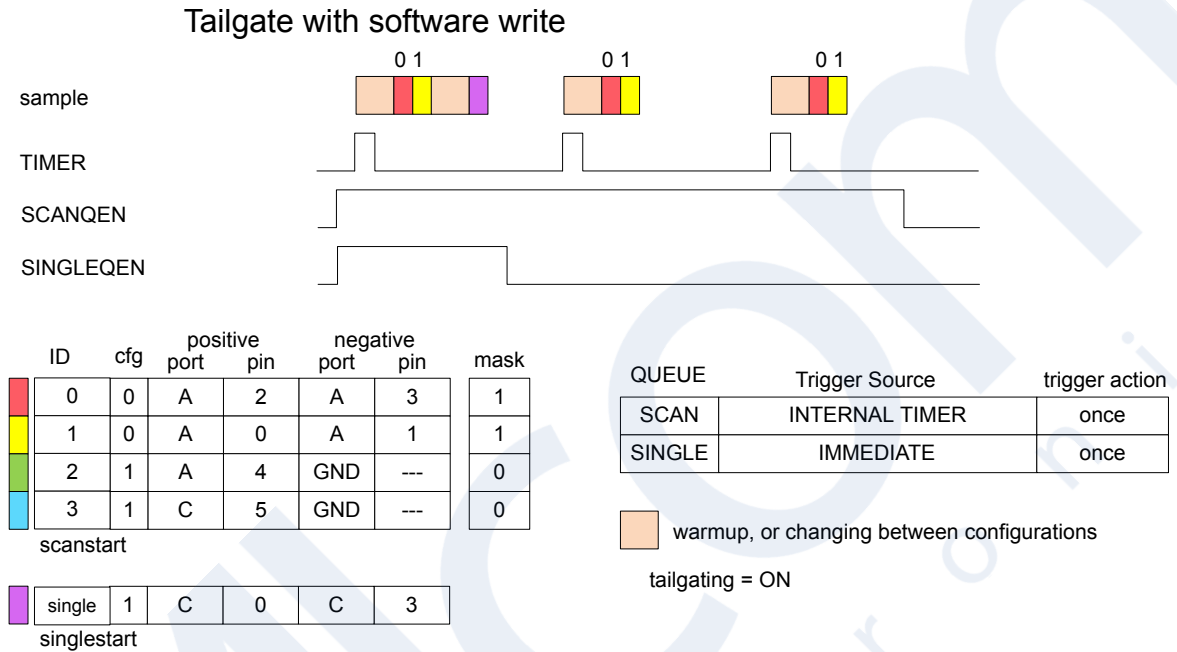 Tailgate with software write
0 1 0 1 0 1
sample
TIMER
SCANQEN
SINGLEQEN
positive negative
ID cfg port pin port pin mask
0 0 A 2 A 3 1
1 0 A 0 A 1 1
2 1 A 4 GND --- 0
3 1 C 5 GND --- 0
scanstart
single 1 C 0 C 3
singlestart
QUEUE Trigger Source trigger action
SCAN INTERNAL TIMER once
SINGLE IMMEDIATE once
warmup, or changing between configurations
tailgating = ON